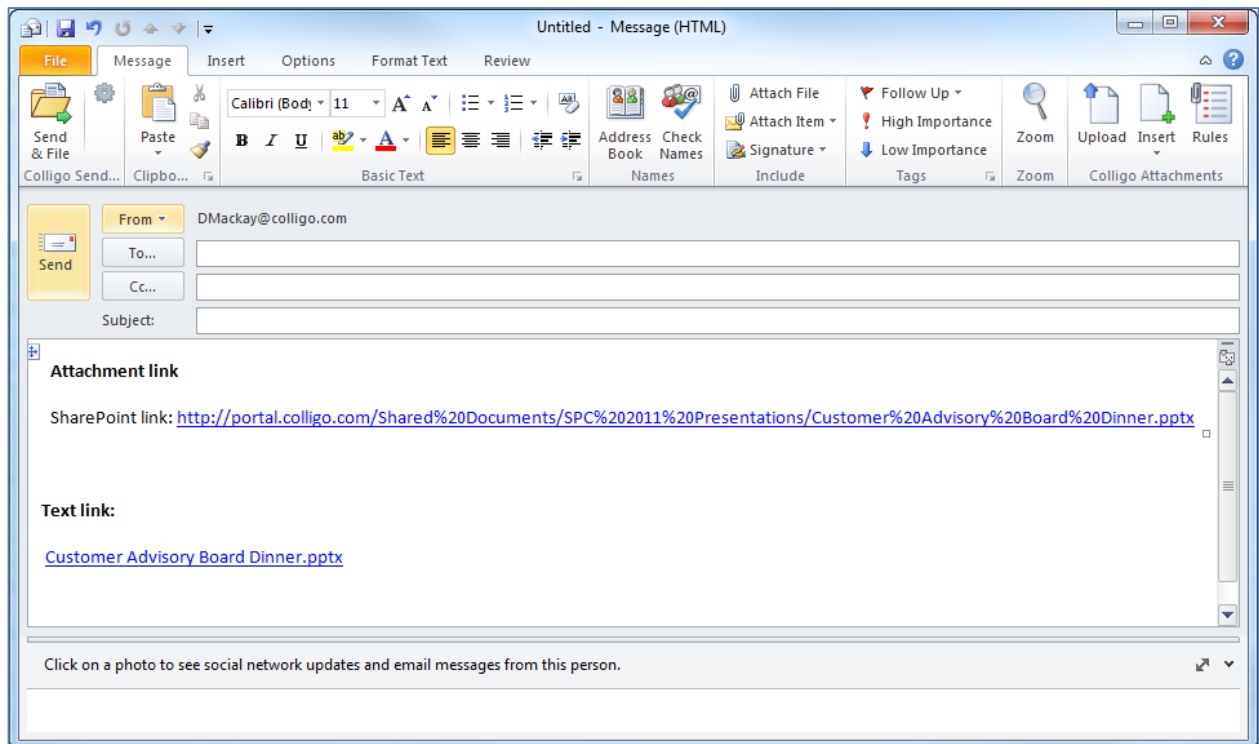 Untitled - Message (HTML)
File Message Insert Options Format Text Review
Send & File
Colligo Send...
Paste
Clipbo...
Calibri (Body 11
B I U
Basic Text
Address Book
Check Names
Names
Attach File
Attach Item
Signature
Include
Follow Up
High Importance
Low Importance
Tags
Zoom
Zoom
Upload Insert Rules
Colligo Attachments
Send
From DMackay@colligo.com
To...
Cc...
Subject:
Attachment link
SharePoint link: http://portal.colligo.com/Shared%20Documents/SPC%202011%20Presentations/Customer%20Advisory%20Board%20Dinner.pptx
Text link:
Customer Advisory Board Dinner.pptx
Click on a photo to see social network updates and email messages from this person.